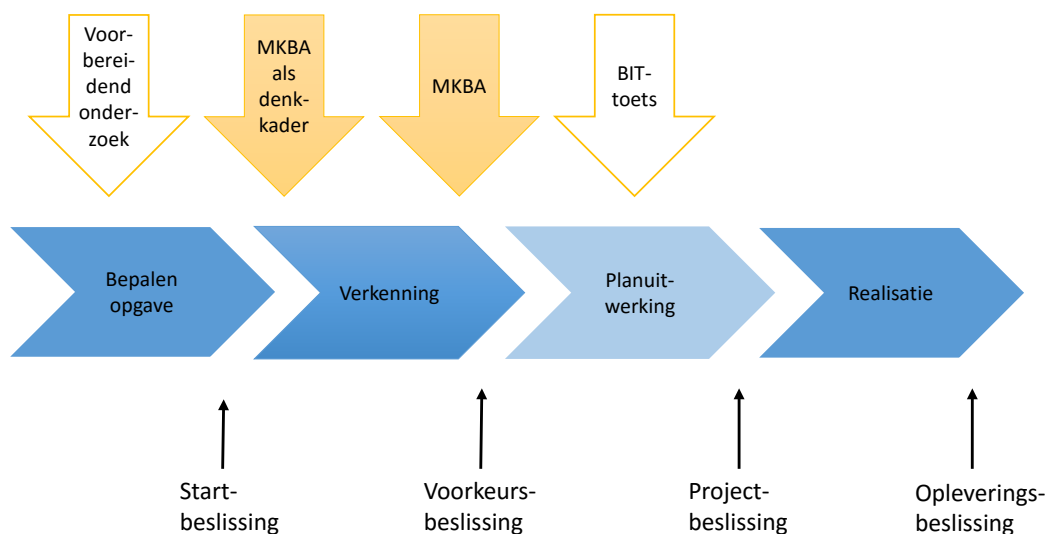 Voor-
berei-
dend
onder-
zoek
MKBA
als
denk-
kader
MKBA
BIT-
toets
Bepalen
opgave
Verkenning
Planuit-
werking
Realisatie
Start-
beslissing
Voorkeurs-
beslissing
Project-
beslissing
Opleverings-
beslissing